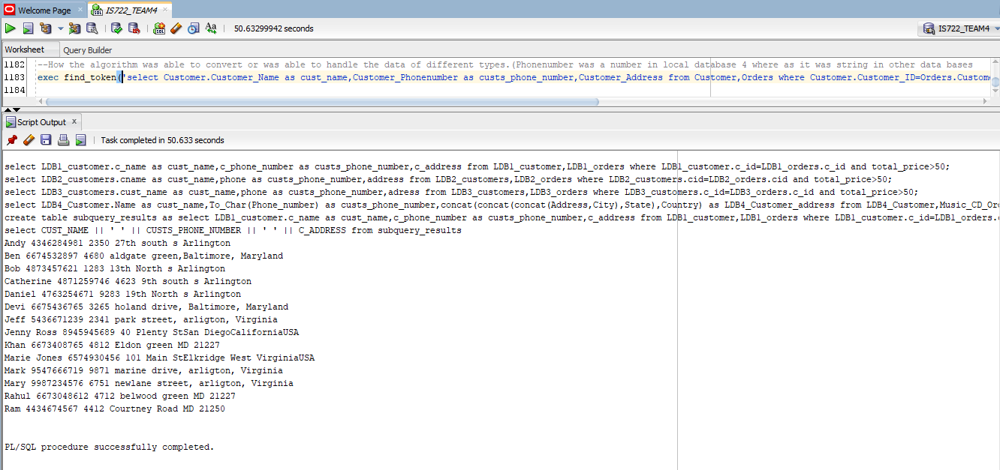 Welcome Page
IS722_TEAM4
50.63299942 seconds
IS722_TEAM4
Worksheet
Query Builder
1182 --How the algorithm was able to convert or was able to handle the data of different types.(Phonenumber was a number in local database 4 where as it was string in other data bases
1183 exec find_token('select Customer.Customer_Name as cust_name,Customer_Phonenumber as custs_phone_number,Customer_Address from Customer,Orders where Customer.Customer_ID=Orders.Custome
1184
Script Output
Task completed in 50.633 seconds
select LDB1_customer.c_name as cust_name,c_phone_number as custs_phone_number,c_address from LDB1_customer,LDB1_orders where LDB1_customer.c_id=LDB1_orders.c_id and total_price>50;
select LDB2_customers.cname as cust_name,phone as custs_phone_number,address from LDB2_customers,LDB2_orders where LDB2_customers.cid=LDB2_orders.cid and total_price>50;
select LDB3_customers.cust_name as cust_name,phone as custs_phone_number,adress from LDB3_customers,LDB3_orders where LDB3_customers.c_id=LDB3_orders.c_id and total_price>50;
select LDB4_Customer.Name as cust_name,To_Char(Phone_number) as custs_phone_number,concat(concat(concat(Address,City),State),Country) as LDB4_Customer_address from LDB4_Customer,Music_CD_Or
create table subquery_results as select LDB1_customer.c_name as cust_name,c_phone_number as custs_phone_number,c_address from LDB1_customer,LDB1_orders where LDB1_customer.c_id=LDB1_orders.
select CUST_NAME || ' ' || CUSTS_PHONE_NUMBER || ' ' || C_ADDRESS from subquery_results
Andy 4346284981 2350 27th south s Arlington
Ben 6674532897 4680 aldgate green,Baltimore, Maryland
Bob 4873457621 1283 13th North s Arlington
Catherine 4871259746 4623 9th south s Arlington
Daniel 4763254671 9283 19th North s Arlington
Devi 6675436765 3265 holand drive, Baltimore, Maryland
Jeff 5436671239 2341 park street, arligton, Virginia
Jenny Ross 8945945689 40 Plenty StSan DiegoCaliforniaUSA
Khan 6673408765 4812 Eldon green MD 21227
Marie Jones 6574930456 101 Main StElkridge West VirginiaUSA
Mark 9547666719 9871 marine drive, arligton, Virginia
Mary 9987234576 6751 newlane street, arligton, Virginia
Rahul 6673048612 4712 belwood green MD 21227
Ram 4434674567 4412 Courtney Road MD 21250
PL/SQL procedure successfully completed.